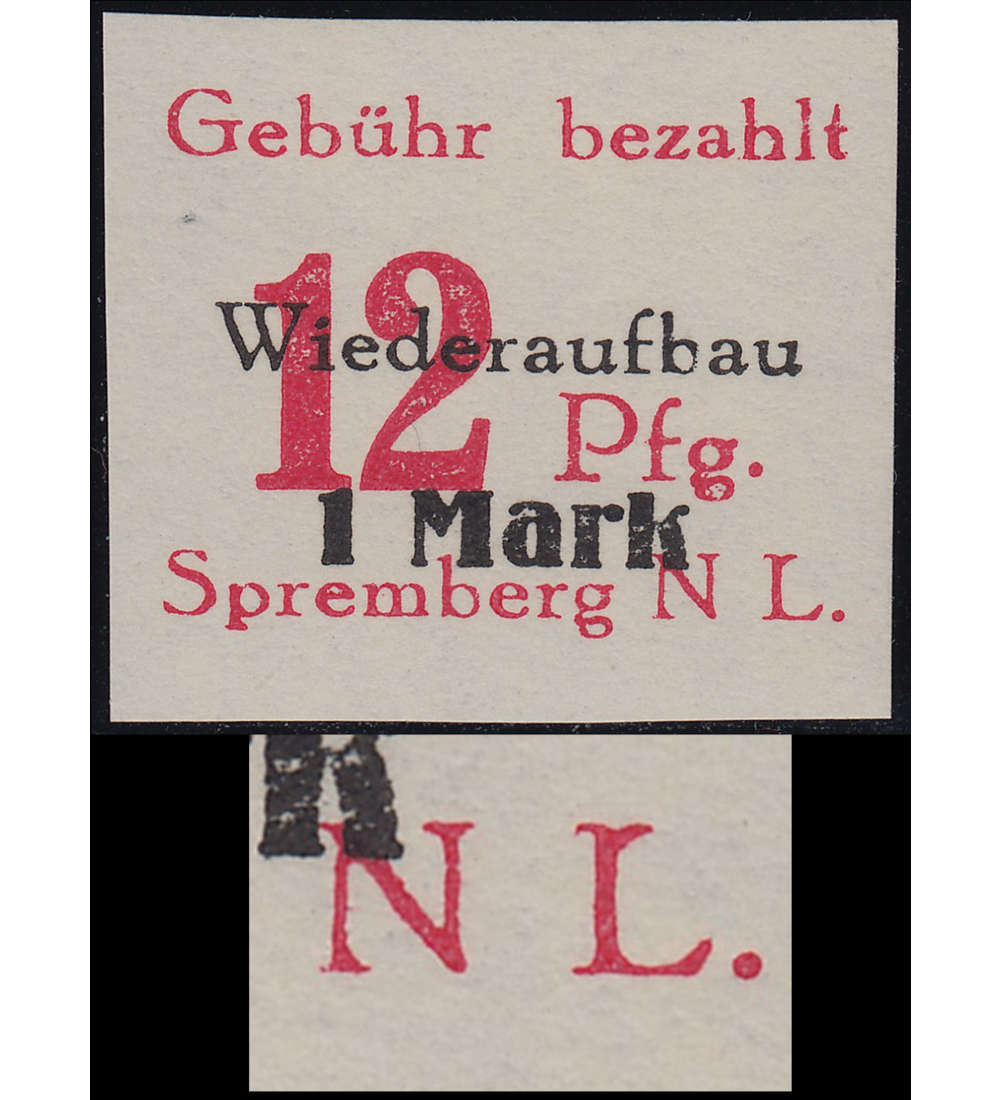 Gebühr bezahlt
Wiederaufbau
12 Pfg.
1 Mark
Spremberg N L.
N L.